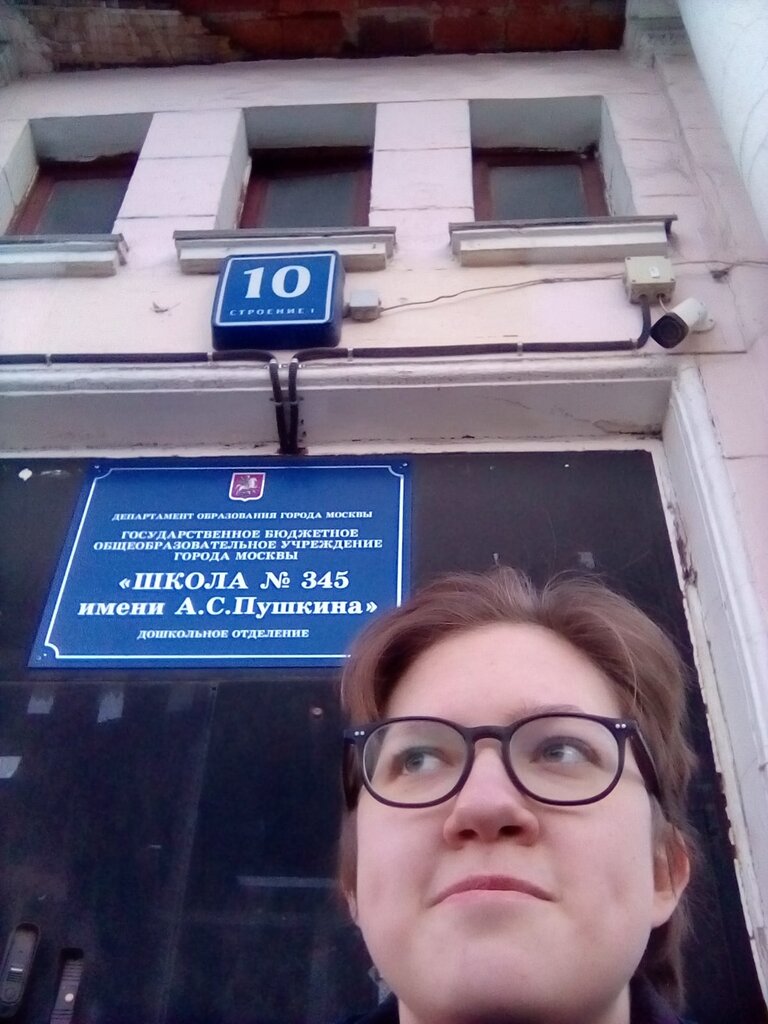 10
СТРОЕНИЕ 1
ДЕПАРТАМЕНТ ОБРАЗОВАНИЯ ГОРОДА МОСКВЫ
ГОСУДАРСТВЕННОЕ БЮДЖЕТНОЕ
ОБЩЕОБРАЗОВАТЕЛЬНОЕ УЧРЕЖДЕНИЕ
ГОРОДА МОСКВЫ
«ШКОЛА № 345
имени А.С.Пушкина»
ДОШКОЛЬНОЕ ОТДЕЛЕНИЕ